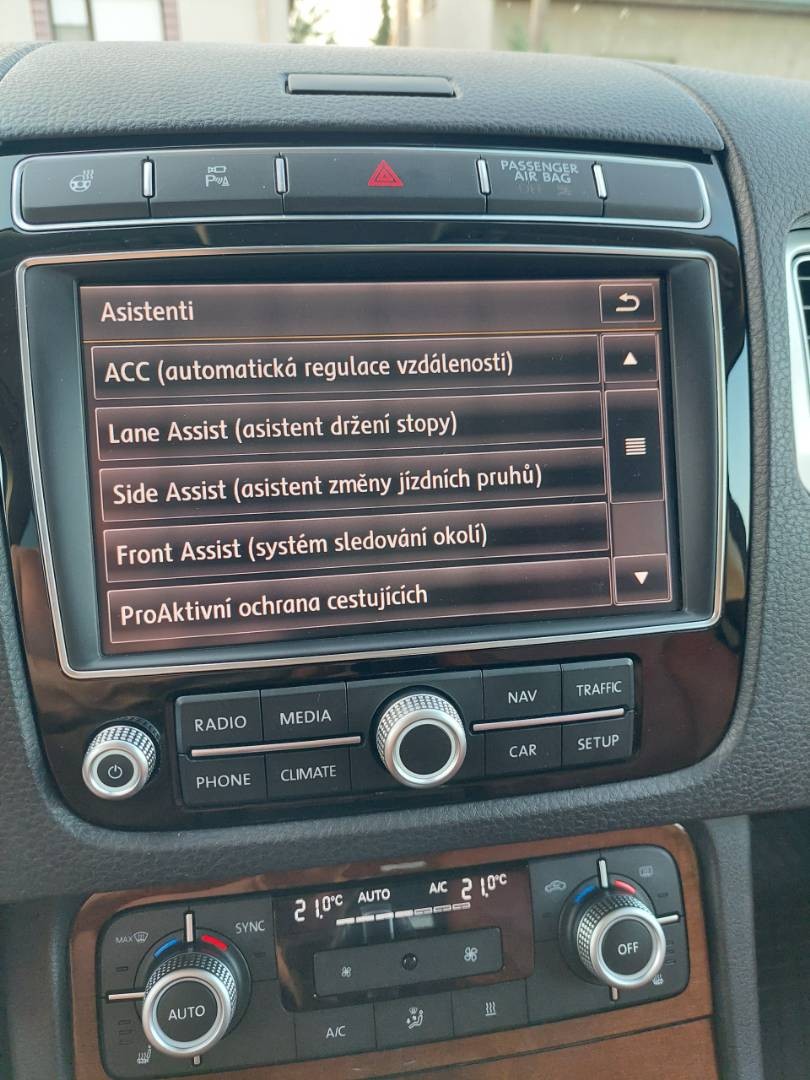 PASSENGER
AIR BAG
OFF
Asistenti
ACC (automatická regulace vzdálenosti)
Lane Assist (asistent držení stopy)
Side Assist (asistent změny jízdních pruhů)
Front Assist (systém sledování okolí)
ProAktivní ochrana cestujících
RADIO
MEDIA
NAV
TRAFFIC
PHONE
CLIMATE
CAR
SETUP
21.0°C
AUTO
A/C
21.0°C
MAX
SYNC
AUTO
OFF
A/C